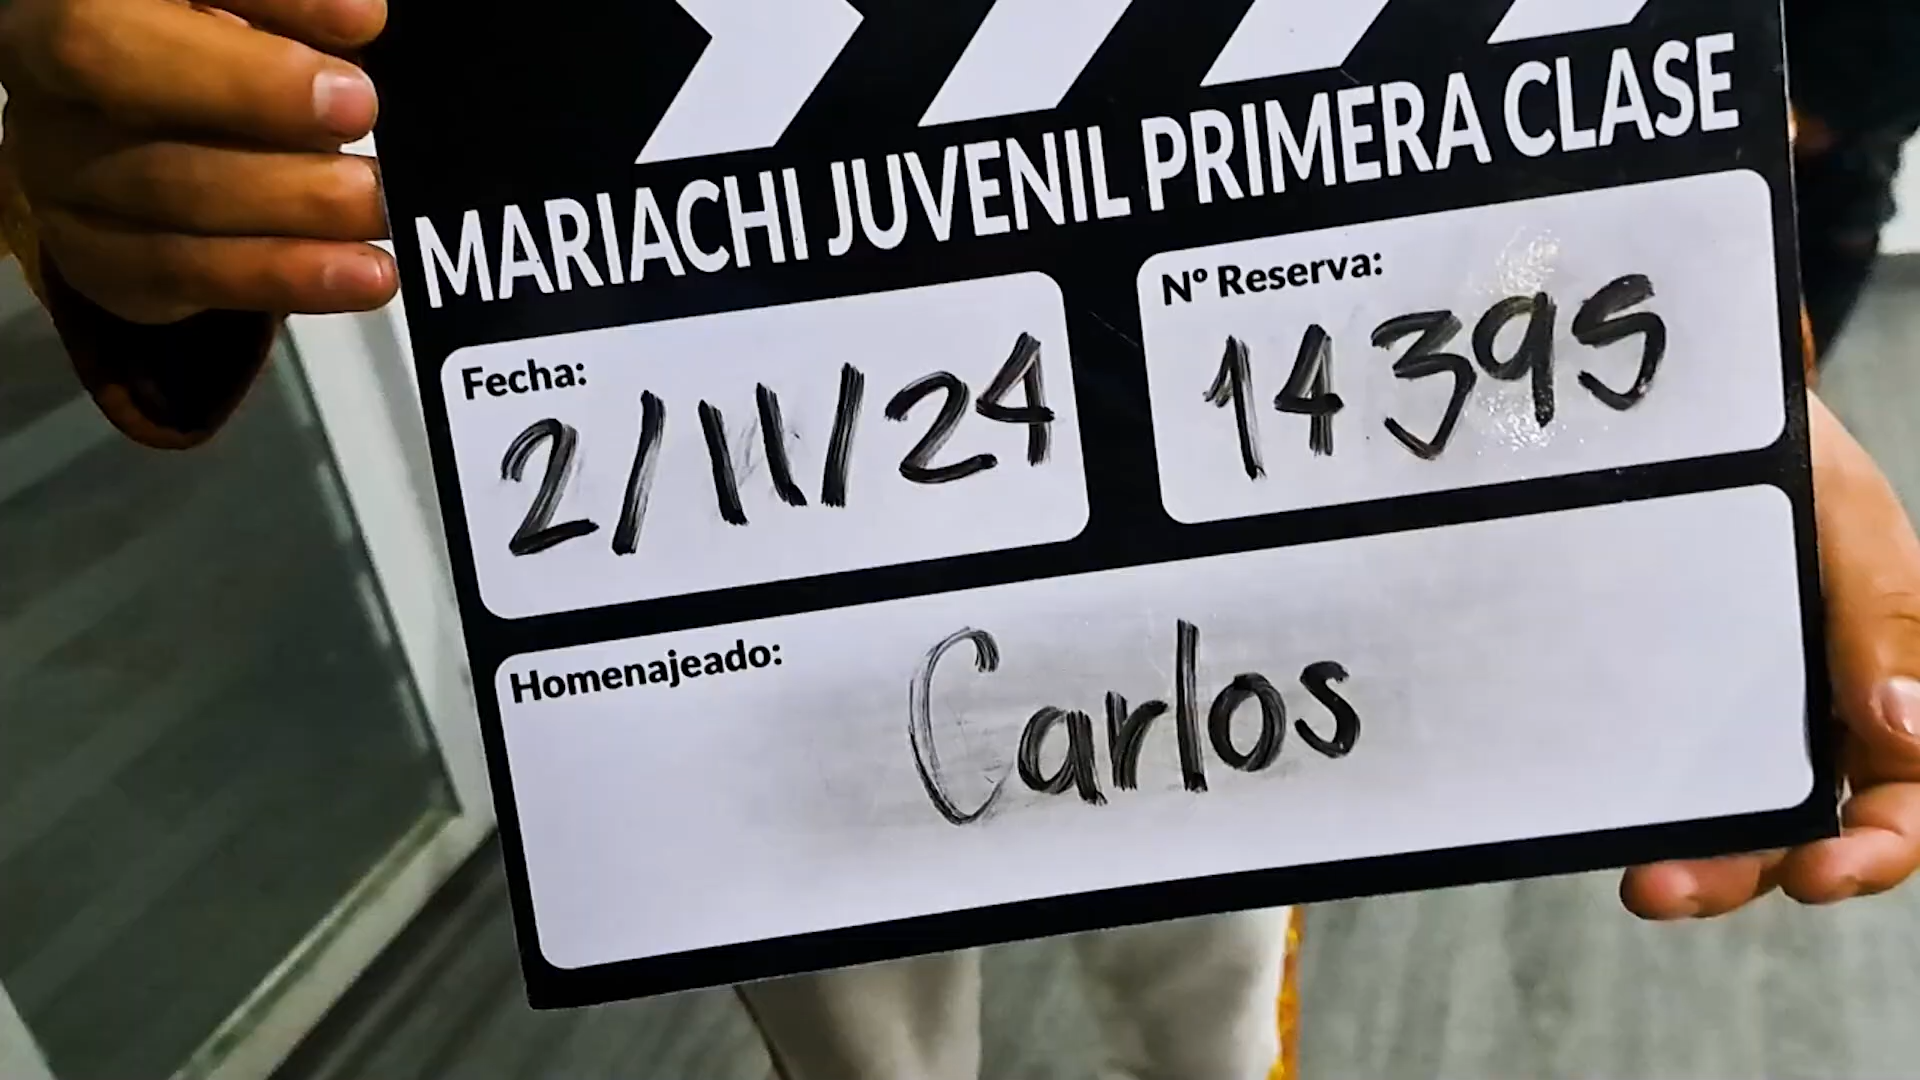 MARIACHI JUVENIL PRIMERA CLASE
Fecha:
2/11/24
Nº Reserva:
14395
Homenajeado:
Carlos